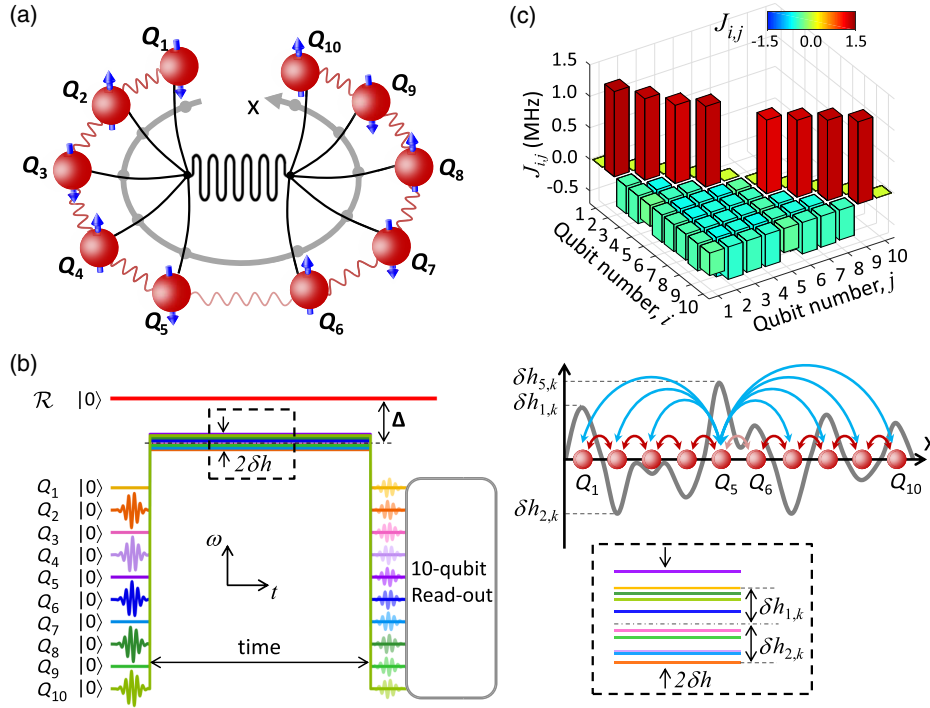 (a)
Q1
Q2
Q3
Q4
Q5
Q6
Q7
Q8
Q9
Q10
X
(c)
Ji,j
-1.5 0.0 1.5
Ji,j (MHz)
1.5
1.0
0.5
0.0
-0.5
1 2 3 4 5 6 7 8 9 10
Qubit number, i
1 2 3 4 5 6 7 8 9 10
Qubit number, j
(b)
ℛ |0⟩
Δ
2δh
Q1 |0⟩
Q2 |0⟩
Q3 |0⟩
Q4 |0⟩
Q5 |0⟩
Q6 |0⟩
Q7 |0⟩
Q8 |0⟩
Q9 |0⟩
Q10 |0⟩
ω
t
time
10-qubit
Read-out
δh5,k
δh1,k
δh2,k
X
Q1 Q5 Q6 Q10
δh1,k
δh2,k
2δh